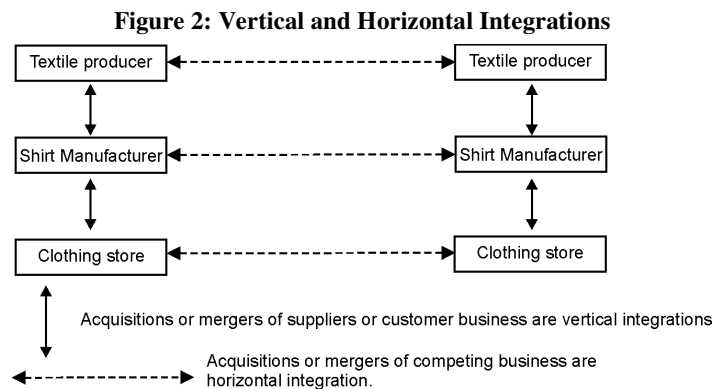 Figure 2: Vertical and Horizontal Integrations
Textile producer
Textile producer
Shirt Manufacturer
Shirt Manufacturer
Clothing store
Clothing store
Acquisitions or mergers of suppliers or customer business are vertical integrations
Acquisitions or mergers of competing business are
horizontal integration.